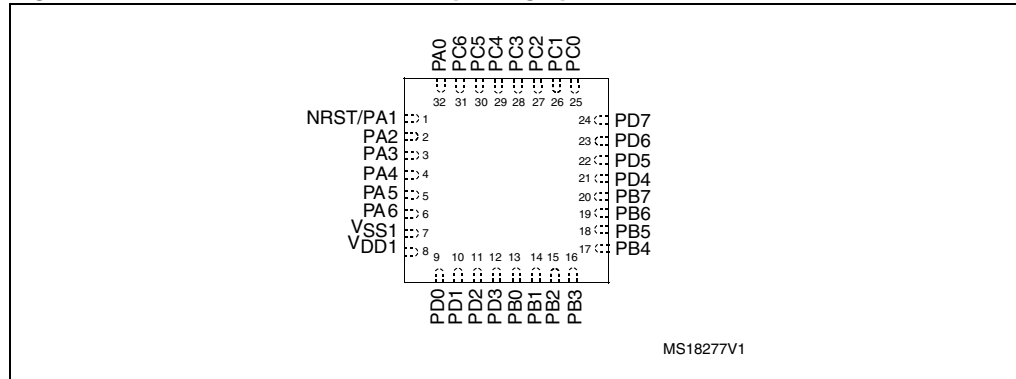 PA0 PC6 PC5 PC4 PC3 PC2 PC1 PC0
32 31 30 29 28 27 26 25
NRST/PA1 1 24 PD7
PA2 2 23 PD6
PA3 3 22 PD5
PA4 4 21 PD4
PA5 5 20 PB7
PA6 6 19 PB6
VSS1 7 18 PB5
VDD1 8 17 PB4
9 10 11 12 13 14 15 16
PD0 PD1 PD2 PD3 PB0 PB1 PB2 PB3
MS18277V1